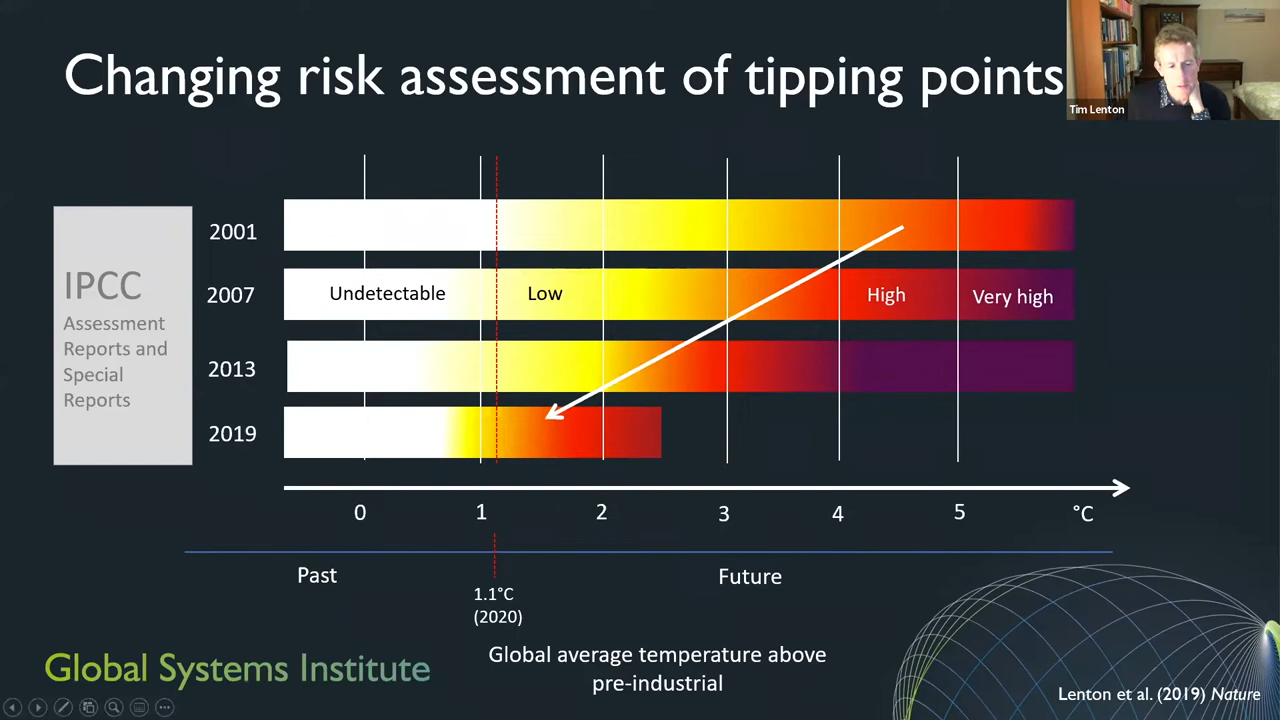 Changing risk assessment of tipping points
Tim Lenton
IPCC
Assessment
Reports and
Special
Reports
2001
2007
Undetectable
Low
High
Very high
2013
2019
0
1
2
3
4
5
°C
Past
Future
1.1°C
(2020)
Global average temperature above
pre-industrial
Global Systems Institute
Lenton et al. (2019) Nature